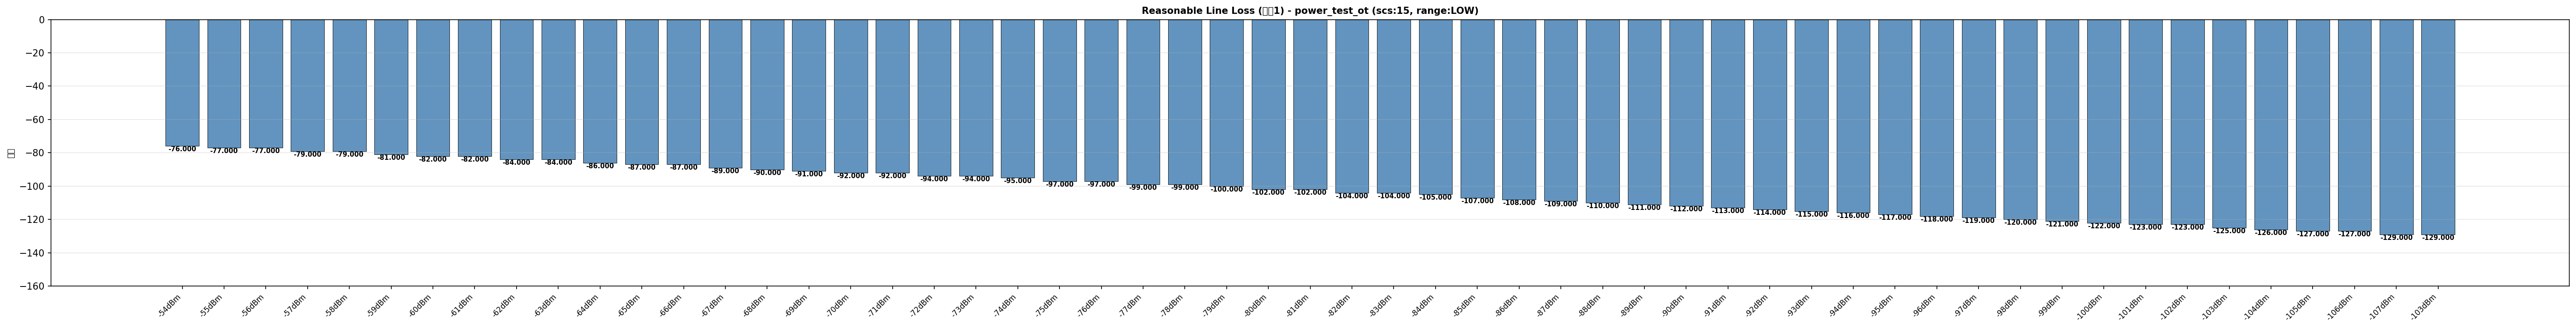 Reasonable Line Loss (□□1) - power_test_ot (scs:15, range:LOW)
□□
0
−20
−40
−60
−80
−100
−120
−140
−160
-76.000
-77.000
-77.000
-79.000
-79.000
-81.000
-82.000
-82.000
-84.000
-84.000
-86.000
-87.000
-87.000
-89.000
-90.000
-91.000
-92.000
-92.000
-94.000
-94.000
-95.000
-97.000
-97.000
-99.000
-99.000
-100.000
-102.000
-102.000
-104.000
-104.000
-105.000
-107.000
-108.000
-109.000
-110.000
-111.000
-112.000
-113.000
-114.000
-115.000
-116.000
-117.000
-118.000
-119.000
-120.000
-121.000
-122.000
-123.000
-123.000
-125.000
-126.000
-127.000
-127.000
-129.000
-129.000
-54dBm
-55dBm
-56dBm
-57dBm
-58dBm
-59dBm
-60dBm
-61dBm
-62dBm
-63dBm
-64dBm
-65dBm
-66dBm
-67dBm
-68dBm
-69dBm
-70dBm
-71dBm
-72dBm
-73dBm
-74dBm
-75dBm
-76dBm
-77dBm
-78dBm
-79dBm
-80dBm
-81dBm
-82dBm
-83dBm
-84dBm
-85dBm
-86dBm
-87dBm
-88dBm
-89dBm
-90dBm
-91dBm
-92dBm
-93dBm
-94dBm
-95dBm
-96dBm
-97dBm
-98dBm
-99dBm
-100dBm
-101dBm
-102dBm
-103dBm
-104dBm
-105dBm
-106dBm
-107dBm
-103dBm